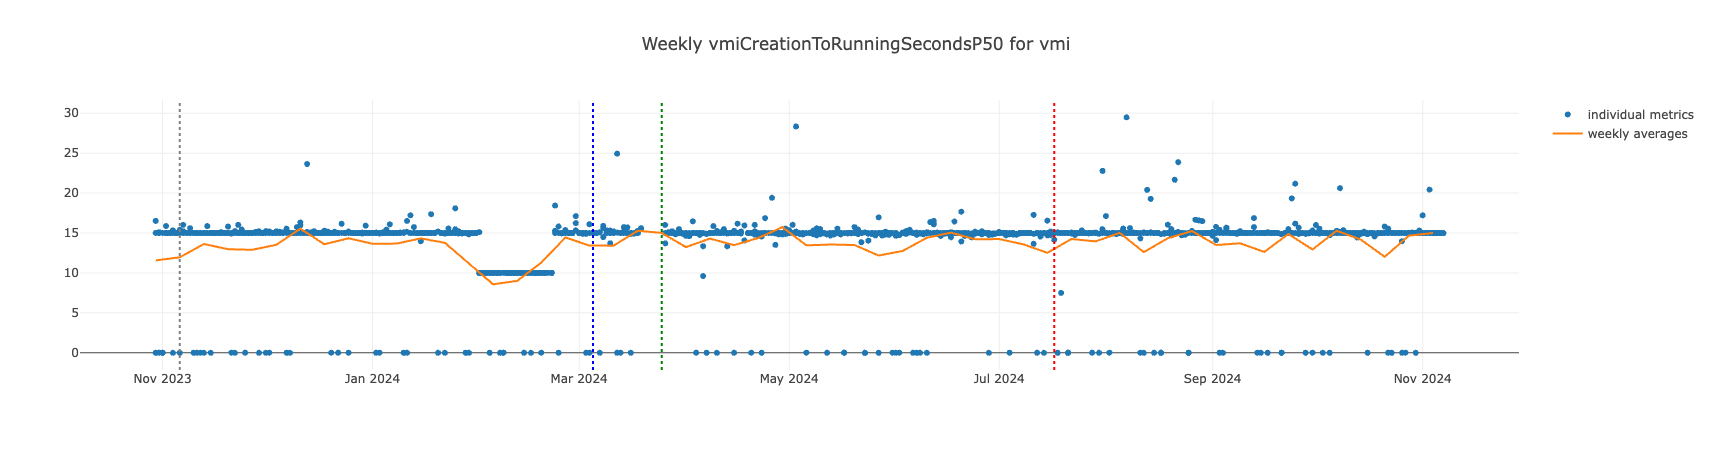 Weekly vmiCreationToRunningSecondsP50 for vmi
30
25
20
15
10
5
0
Nov 2023 Jan 2024 Mar 2024 May 2024 Jul 2024 Sep 2024 Nov 2024
individual metrics
weekly averages